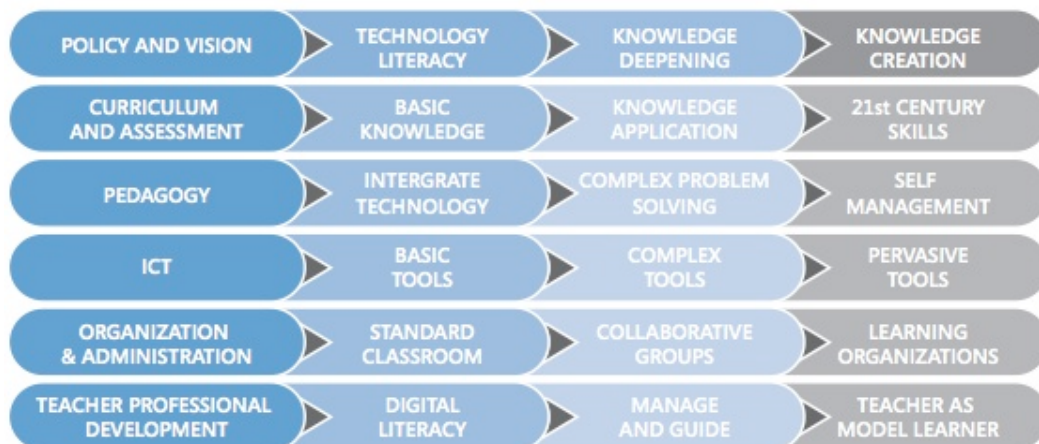 POLICY AND VISION
TECHNOLOGY
LITERACY
KNOWLEDGE
DEEPENING
KNOWLEDGE
CREATION
CURRICULUM
AND ASSESSMENT
BASIC
KNOWLEDGE
KNOWLEDGE
APPLICATION
21st CENTURY
SKILLS
PEDAGOGY
INTERGRATE
TECHNOLOGY
COMPLEX PROBLEM
SOLVING
SELF
MANAGEMENT
ICT
BASIC
TOOLS
COMPLEX
TOOLS
PERVASIVE
TOOLS
ORGANIZATION
& ADMINISTRATION
STANDARD
CLASSROOM
COLLABORATIVE
GROUPS
LEARNING
ORGANIZATIONS
TEACHER PROFESSIONAL
DEVELOPMENT
DIGITAL
LITERACY
MANAGE
AND GUIDE
TEACHER AS
MODEL LEARNER